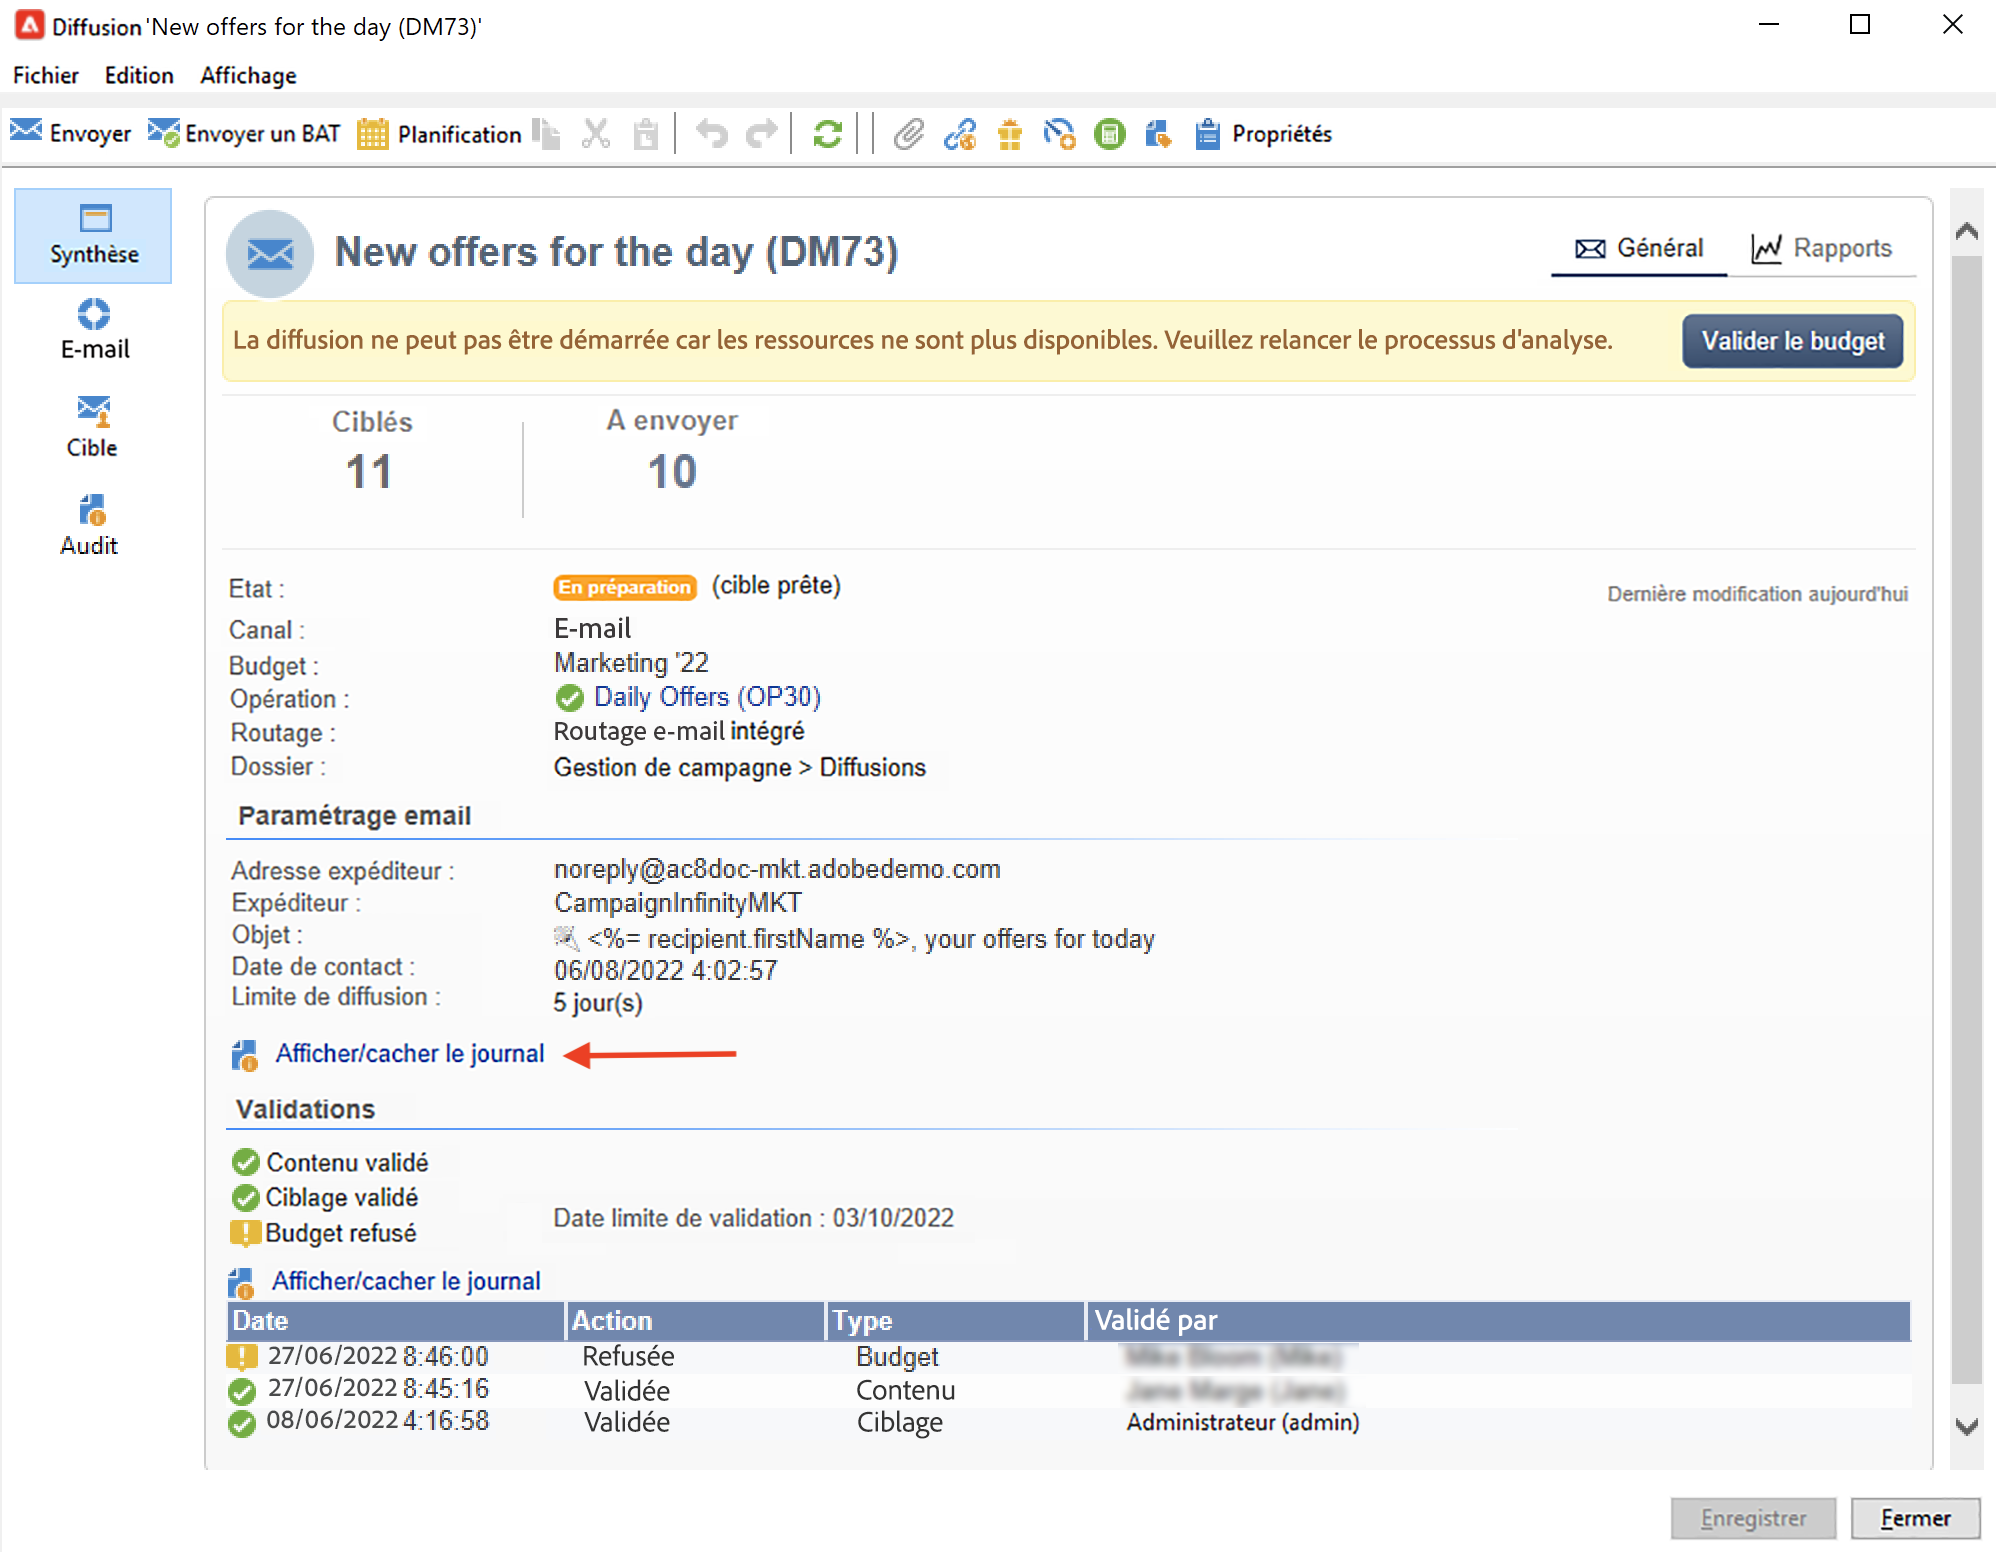 Diffusion 'New offers for the day (DM73)'
Fichier Edition Affichage
Envoyer Envoyer un BAT Planification Propriétés
Synthèse
E-mail
Cible
Audit
New offers for the day (DM73)
Général Rapports
La diffusion ne peut pas être démarrée car les ressources ne sont plus disponibles. Veuillez relancer le processus d'analyse. Valider le budget
Ciblés A envoyer
11 10
Etat : En préparation (cible prête) Dernière modification aujourd'hui
Canal : E-mail
Budget : Marketing '22
Opération : Daily Offers (OP30)
Routage : Routage e-mail intégré
Dossier : Gestion de campagne > Diffusions
Paramétrage email
Adresse expéditeur : noreply@ac8doc-mkt.adobedemo.com
Expéditeur : CampaignInfinityMKT
Objet : <%= recipient.firstName %>, your offers for today
Date de contact : 06/08/2022 4:02:57
Limite de diffusion : 5 jour(s)
Afficher/cacher le journal
Validations
Contenu validé
Ciblage validé
Date limite de validation : 03/10/2022
Budget refusé
Afficher/cacher le journal
Date Action Type Validé par
27/06/2022 8:46:00 Refusée Budget
27/06/2022 8:45:16 Validée Contenu
08/06/2022 4:16:58 Validée Ciblage Administrateur (admin)
Enregistrer Fermer